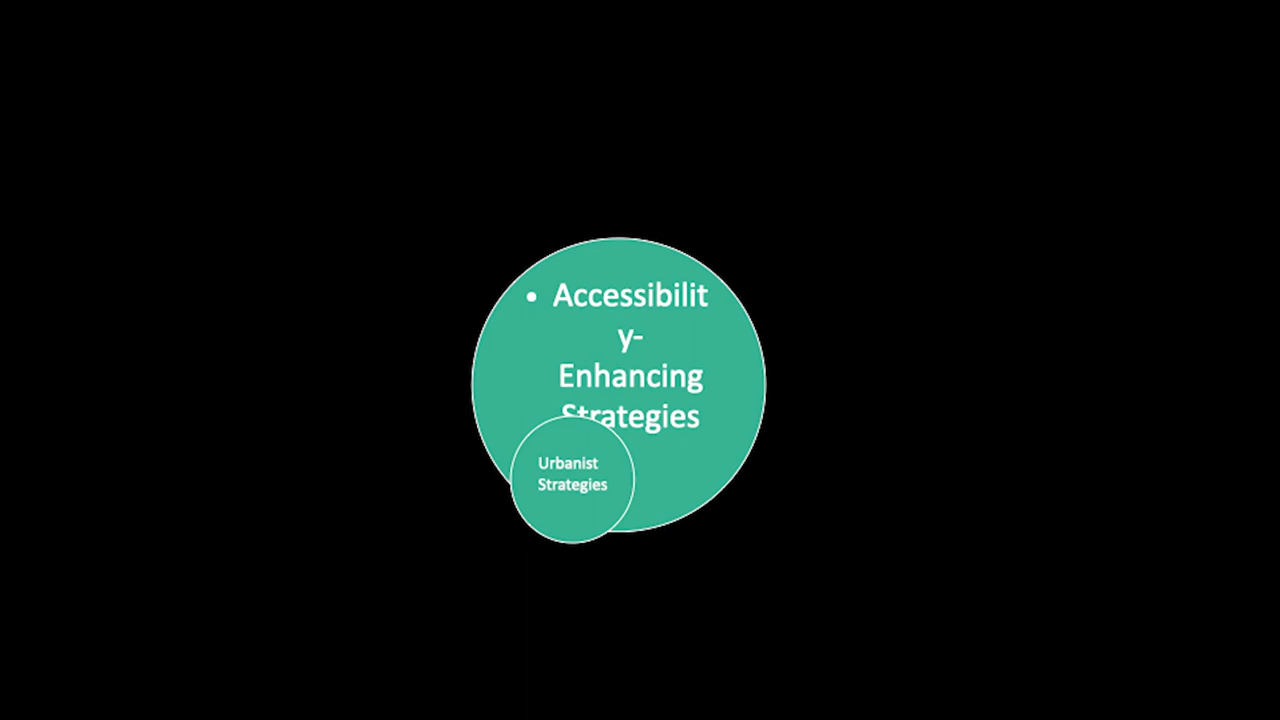 • Accessibilit
y-
Enhancing
Strategies
Urbanist
Strategies